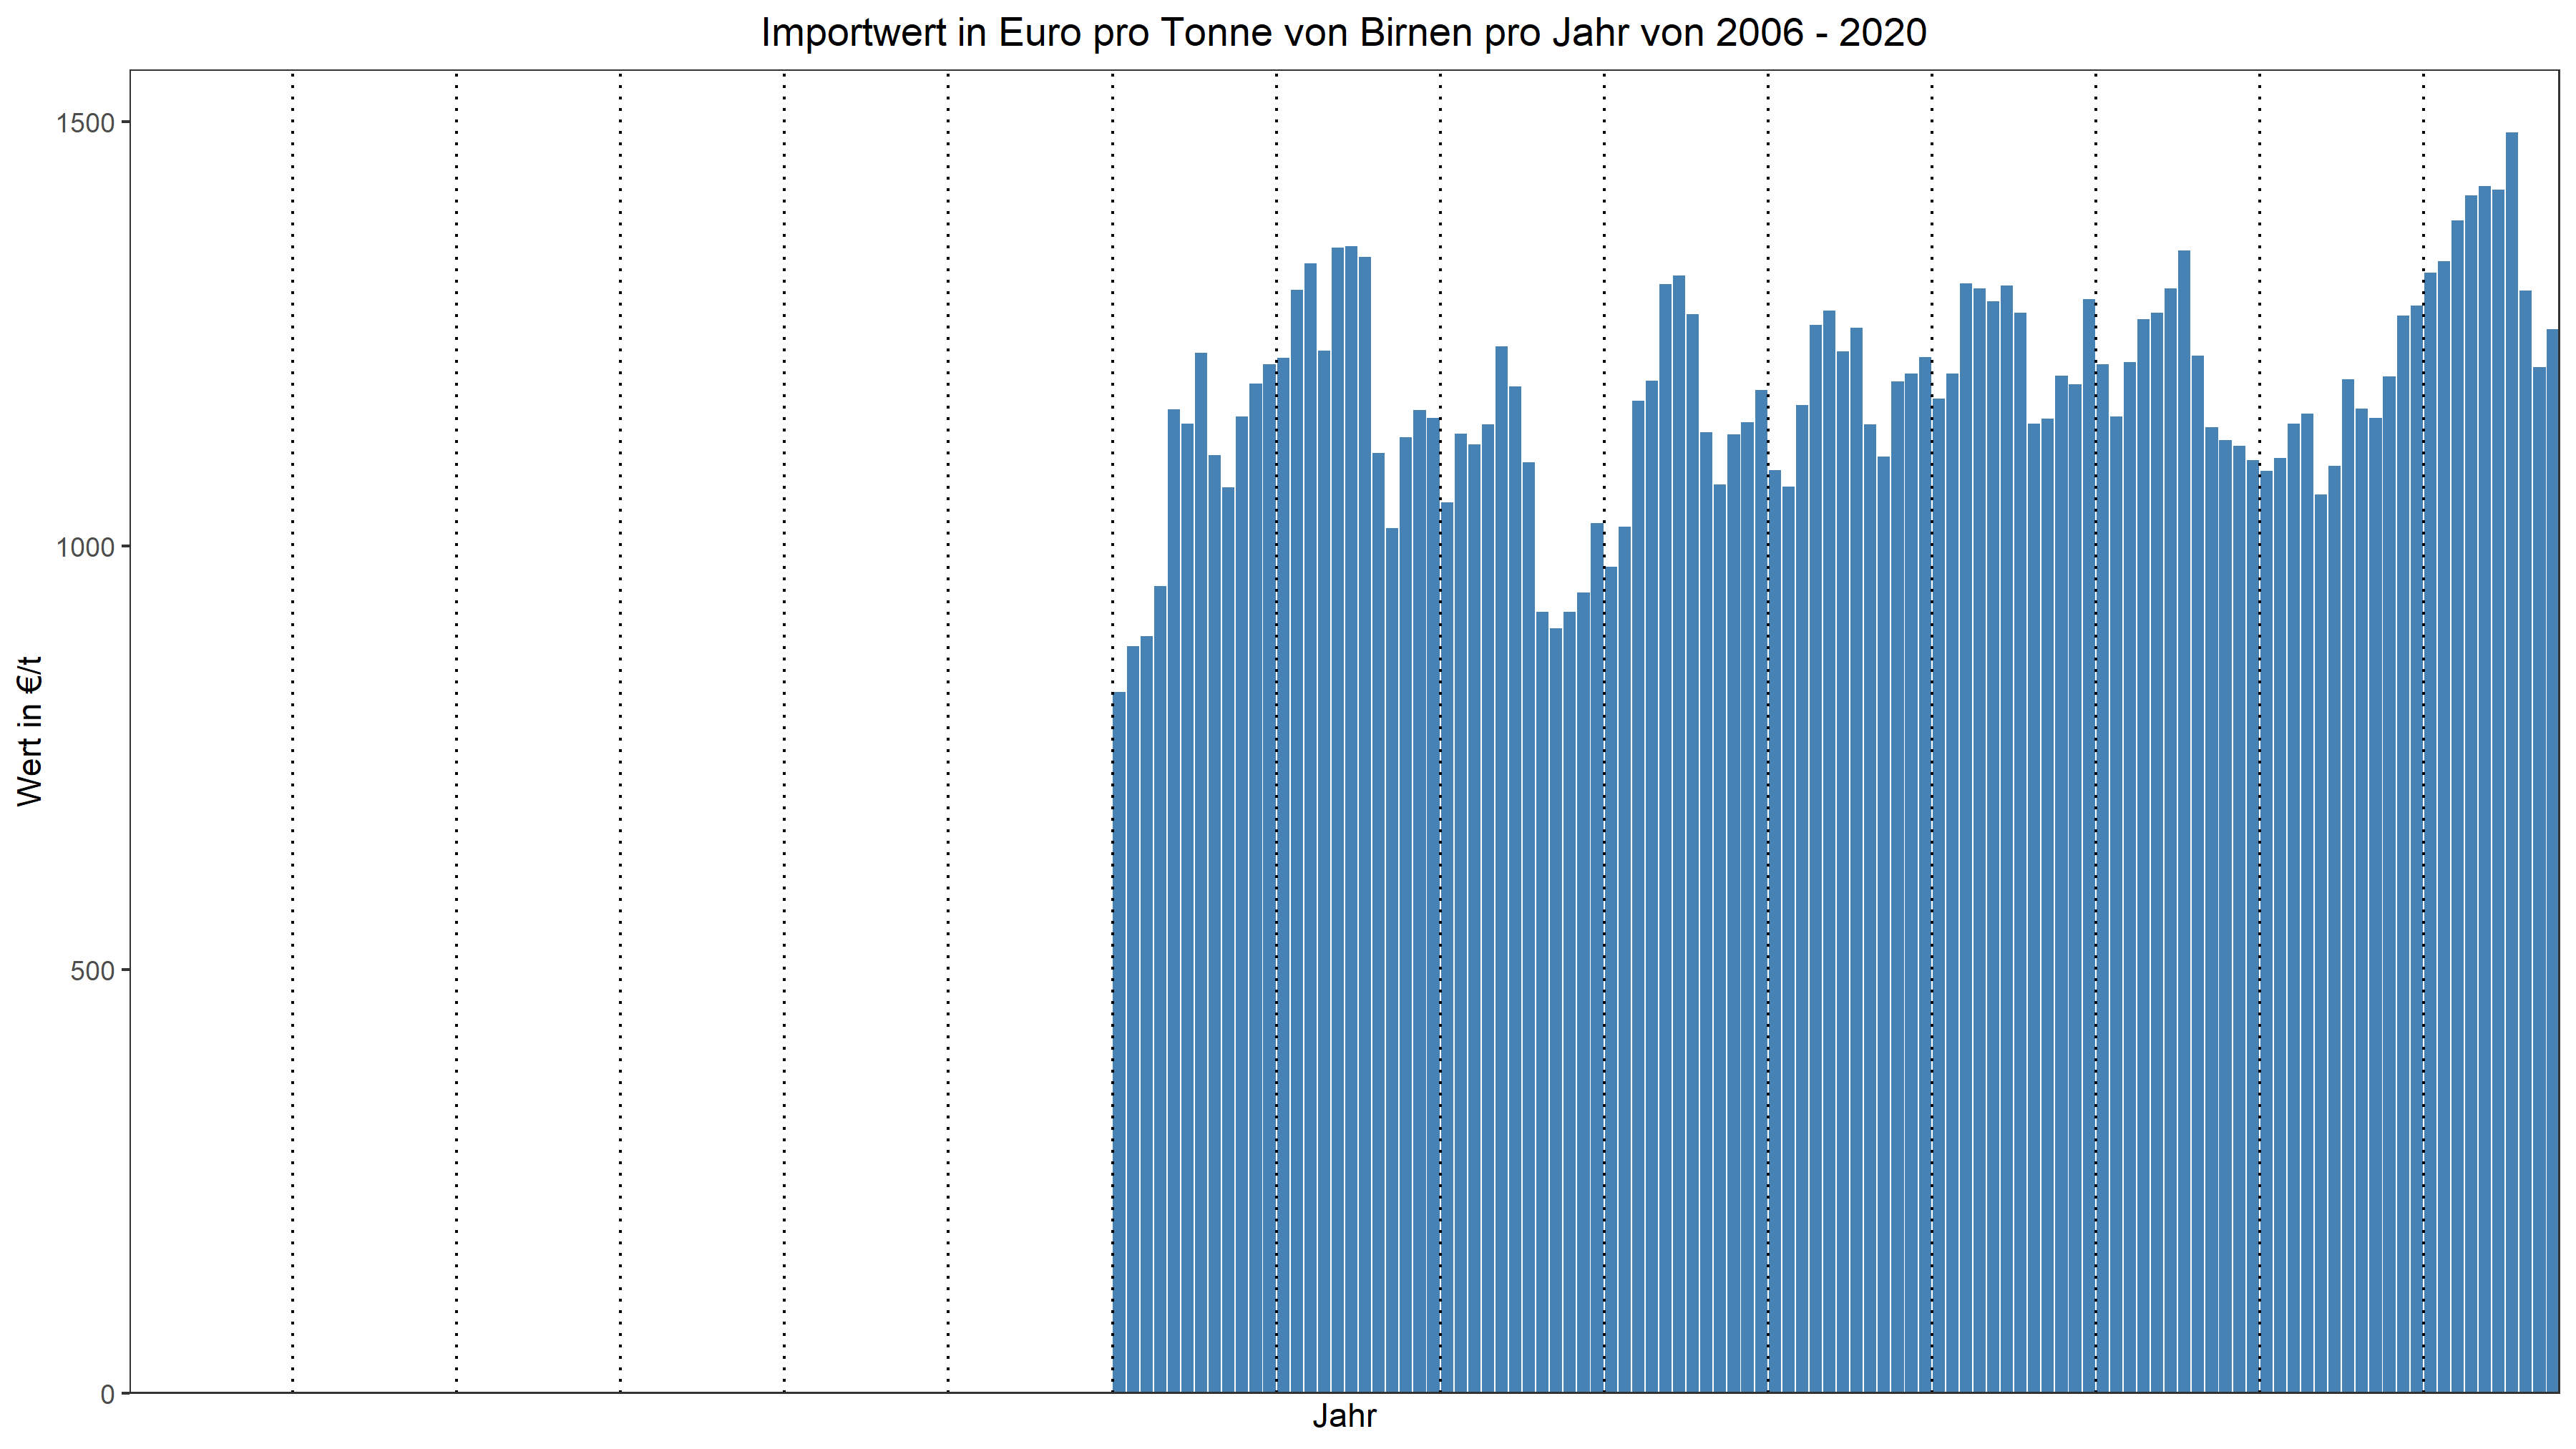 Importwert in Euro pro Tonne von Birnen pro Jahr von 2006 - 2020
1500
1000
500
0
Wert in €/t
Jahr